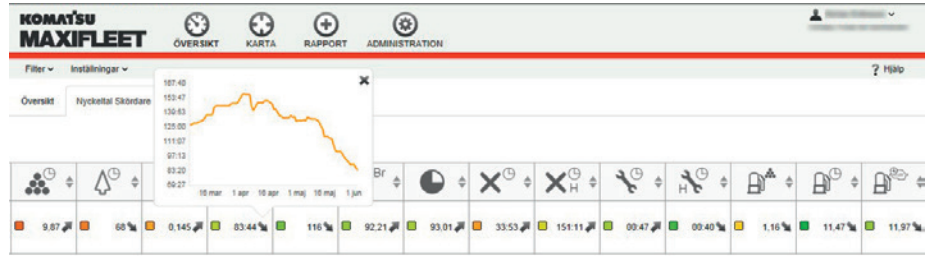 KOMATSU
MAXIFLEET
ÖVERSIKT KARTA RAPPORT ADMINISTRATION
Filter Inställningar ? Hjälp
Översikt Nyckeltal Skördare
167:40
153:47
139:53
125:00
111:07
97:13
83:20
69:27
16 mar 1 apr 16 apr 1 maj 16 maj 1 jun
Br
H H
9,87 68 0,145 83:44 116 92,21 93,01 33:53 151:11 00:47 00:40 1,16 11,47 11,97